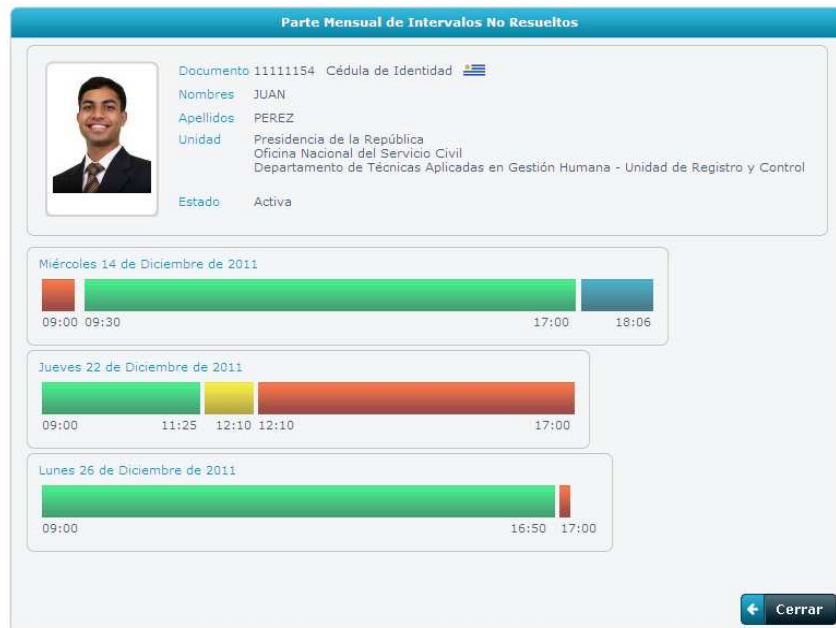 Parte Mensual de Intervalos No Resueltos
Documento 11111154 Cédula de Identidad
Nombres JUAN
Apellidos PEREZ
Unidad Presidencia de la República
Oficina Nacional del Servicio Civil
Departamento de Técnicas Aplicadas en Gestión Humana - Unidad de Registro y Control
Estado Activa
Miércoles 14 de Diciembre de 2011
09:00 09:30 17:00 18:06
Jueves 22 de Diciembre de 2011
09:00 11:25 12:10 12:10 17:00
Lunes 26 de Diciembre de 2011
09:00 16:50 17:00
Cerrar